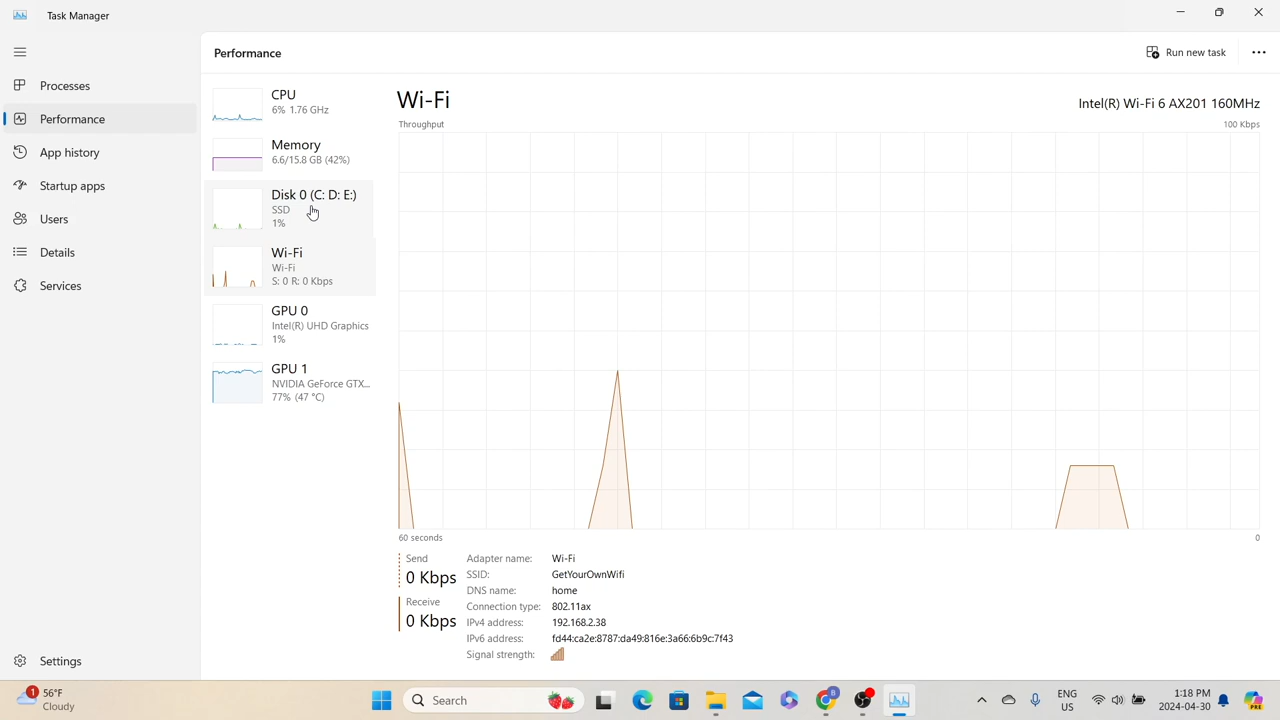 Task Manager
Processes
Performance
App history
Startup apps
Users
Details
Services
Settings
Performance
Run new task
CPU
6% 1.76 GHz
Memory
6.6/15.8 GB (42%)
Disk 0 (C: D: E:)
SSD
1%
Wi-Fi
Wi-Fi
S: 0 R: 0 Kbps
GPU 0
Intel(R) UHD Graphics
1%
GPU 1
NVIDIA GeForce GTX...
77% (47 °C)
Wi-Fi
Intel(R) Wi-Fi 6 AX201 160MHz
Throughput
100 Kbps
60 seconds
0
Send
0 Kbps
Receive
0 Kbps
Adapter name: Wi-Fi
SSID: GetYourOwnWifi
DNS name: home
Connection type: 802.11ax
IPv4 address: 192.168.2.38
IPv6 address: fd44:ca2e:8787:da49:816e:3a66:6b9c:7f43
Signal strength:
1
56°F
Cloudy
Search
B
ENG
US
1:18 PM
2024-04-30
PRE